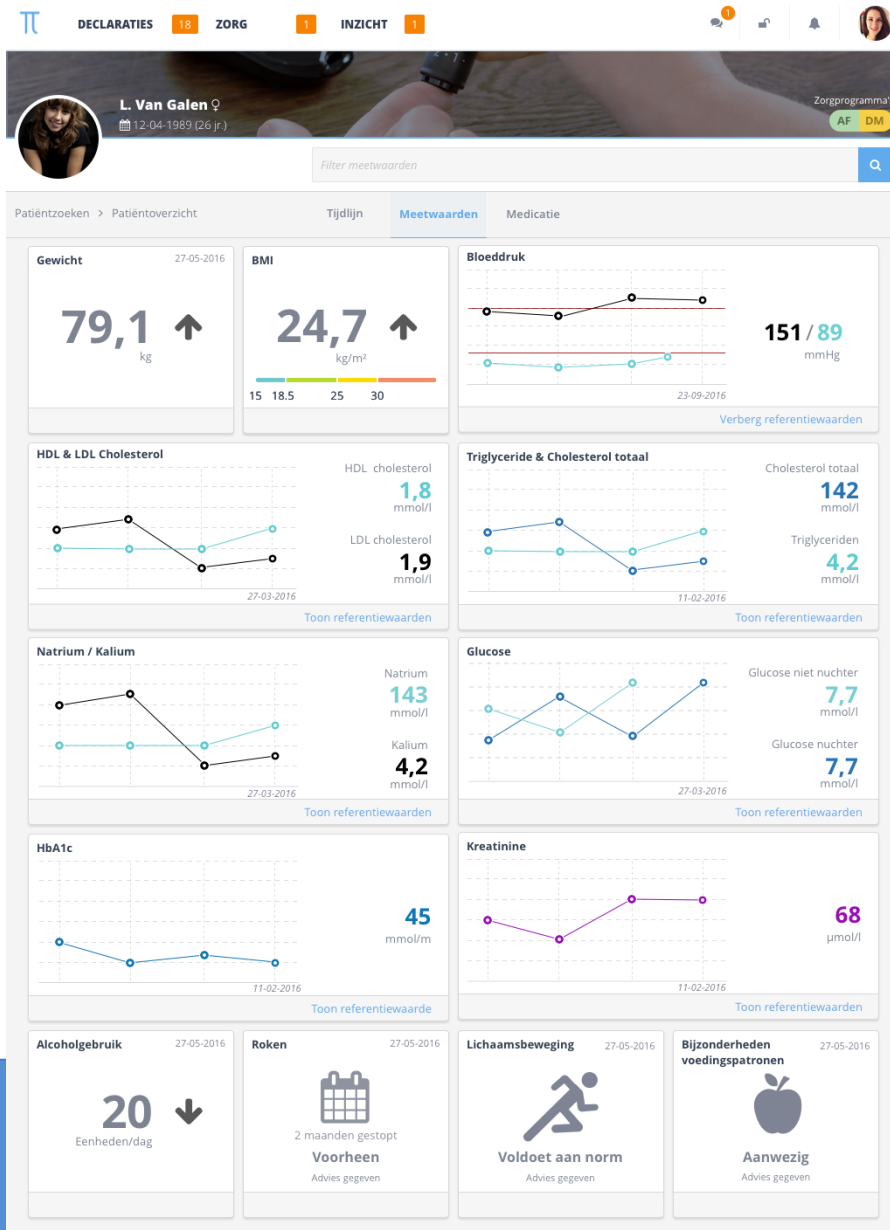 DECLARATIES 18 ZORG 1 INZICHT 1
1
L. Van Galen ♀
12-04-1989 (26 jr.)
Zorgprogramma'
AF DM
Filter meetwaarden
Patiëntzoeken > Patiëntoverzicht
Tijdlijn Meetwaarden Medicatie
Gewicht 27-05-2016
79,1
kg
BMI
24,7
kg/m²
15 18.5 25 30
Bloeddruk
151 / 89
mmHg
23-09-2016
Verberg referentiewaarden
HDL & LDL Cholesterol
HDL cholesterol
1,8
mmol/l
LDL cholesterol
1,9
mmol/l
27-03-2016
Toon referentiewaarden
Triglyceride & Cholesterol totaal
Cholesterol totaal
142
mmol/l
Triglyceriden
4,2
mmol/l
11-02-2016
Toon referentiewaarden
Natrium / Kalium
Natrium
143
mmol/l
Kalium
4,2
mmol/l
27-03-2016
Toon referentiewaarden
Glucose
Glucose niet nuchter
7,7
mmol/l
Glucose nuchter
7,7
mmol/l
27-03-2016
Toon referentiewaarden
HbA1c
45
mmol/m
11-02-2016
Toon referentiewaarde
Kreatinine
68
µmol/l
11-02-2016
Toon referentiewaarden
Alcoholgebruik 27-05-2016
20
Eenheden/dag
Roken 27-05-2016
2 maanden gestopt
Voorheen
Advies gegeven
Lichaamsbeweging 27-05-2016
Voldoet aan norm
Advies gegeven
Bijzonderheden 27-05-2016
voedingspatronen
Aanwezig
Advies gegeven